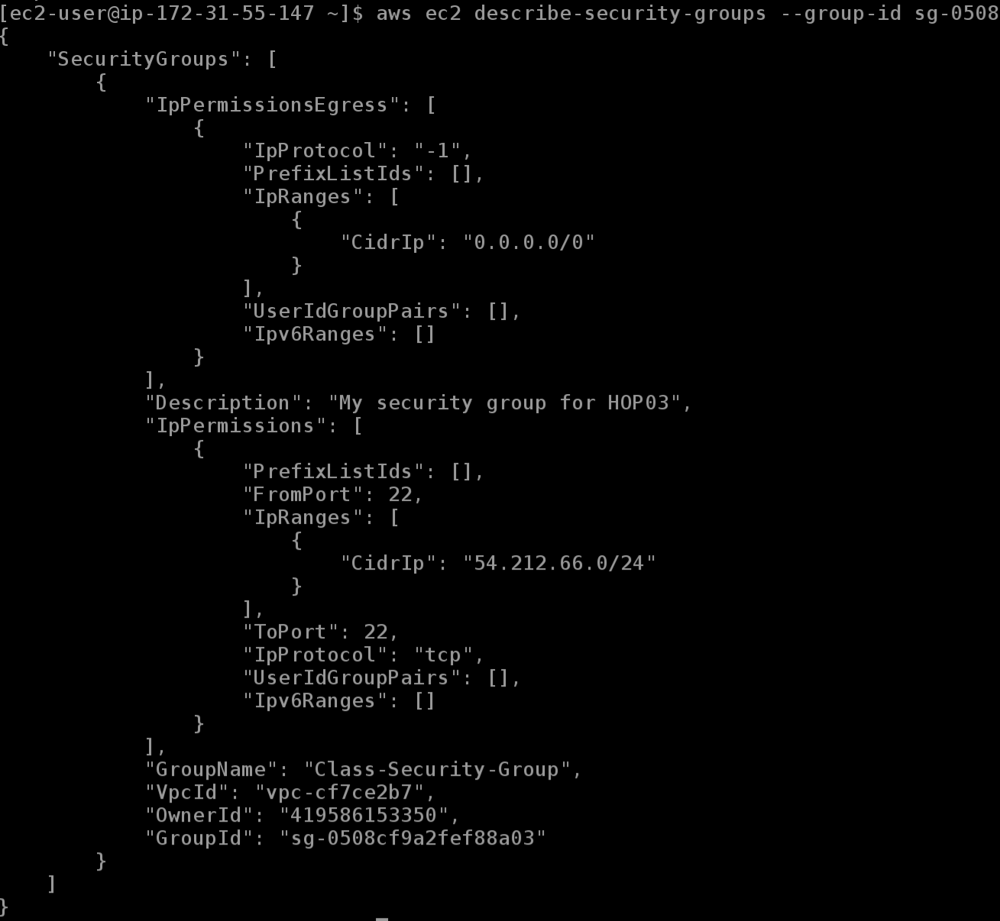 [ec2-user@ip-172-31-55-147 ~]$ aws ec2 describe-security-groups --group-id sg-0508
{
    "SecurityGroups": [
        {
            "IpPermissionsEgress": [
                {
                    "IpProtocol": "-1",
                    "PrefixListIds": [],
                    "IpRanges": [
                        {
                            "CidrIp": "0.0.0.0/0"
                        }
                    ],
                    "UserIdGroupPairs": [],
                    "Ipv6Ranges": []
                }
            ],
            "Description": "My security group for HOP03",
            "IpPermissions": [
                {
                    "PrefixListIds": [],
                    "FromPort": 22,
                    "IpRanges": [
                        {
                            "CidrIp": "54.212.66.0/24"
                        }
                    ],
                    "ToPort": 22,
                    "IpProtocol": "tcp",
                    "UserIdGroupPairs": [],
                    "Ipv6Ranges": []
                }
            ],
            "GroupName": "Class-Security-Group",
            "VpcId": "vpc-cf7ce2b7",
            "OwnerId": "419586153350",
            "GroupId": "sg-0508cf9a2fef88a03"
        }
    ]
}